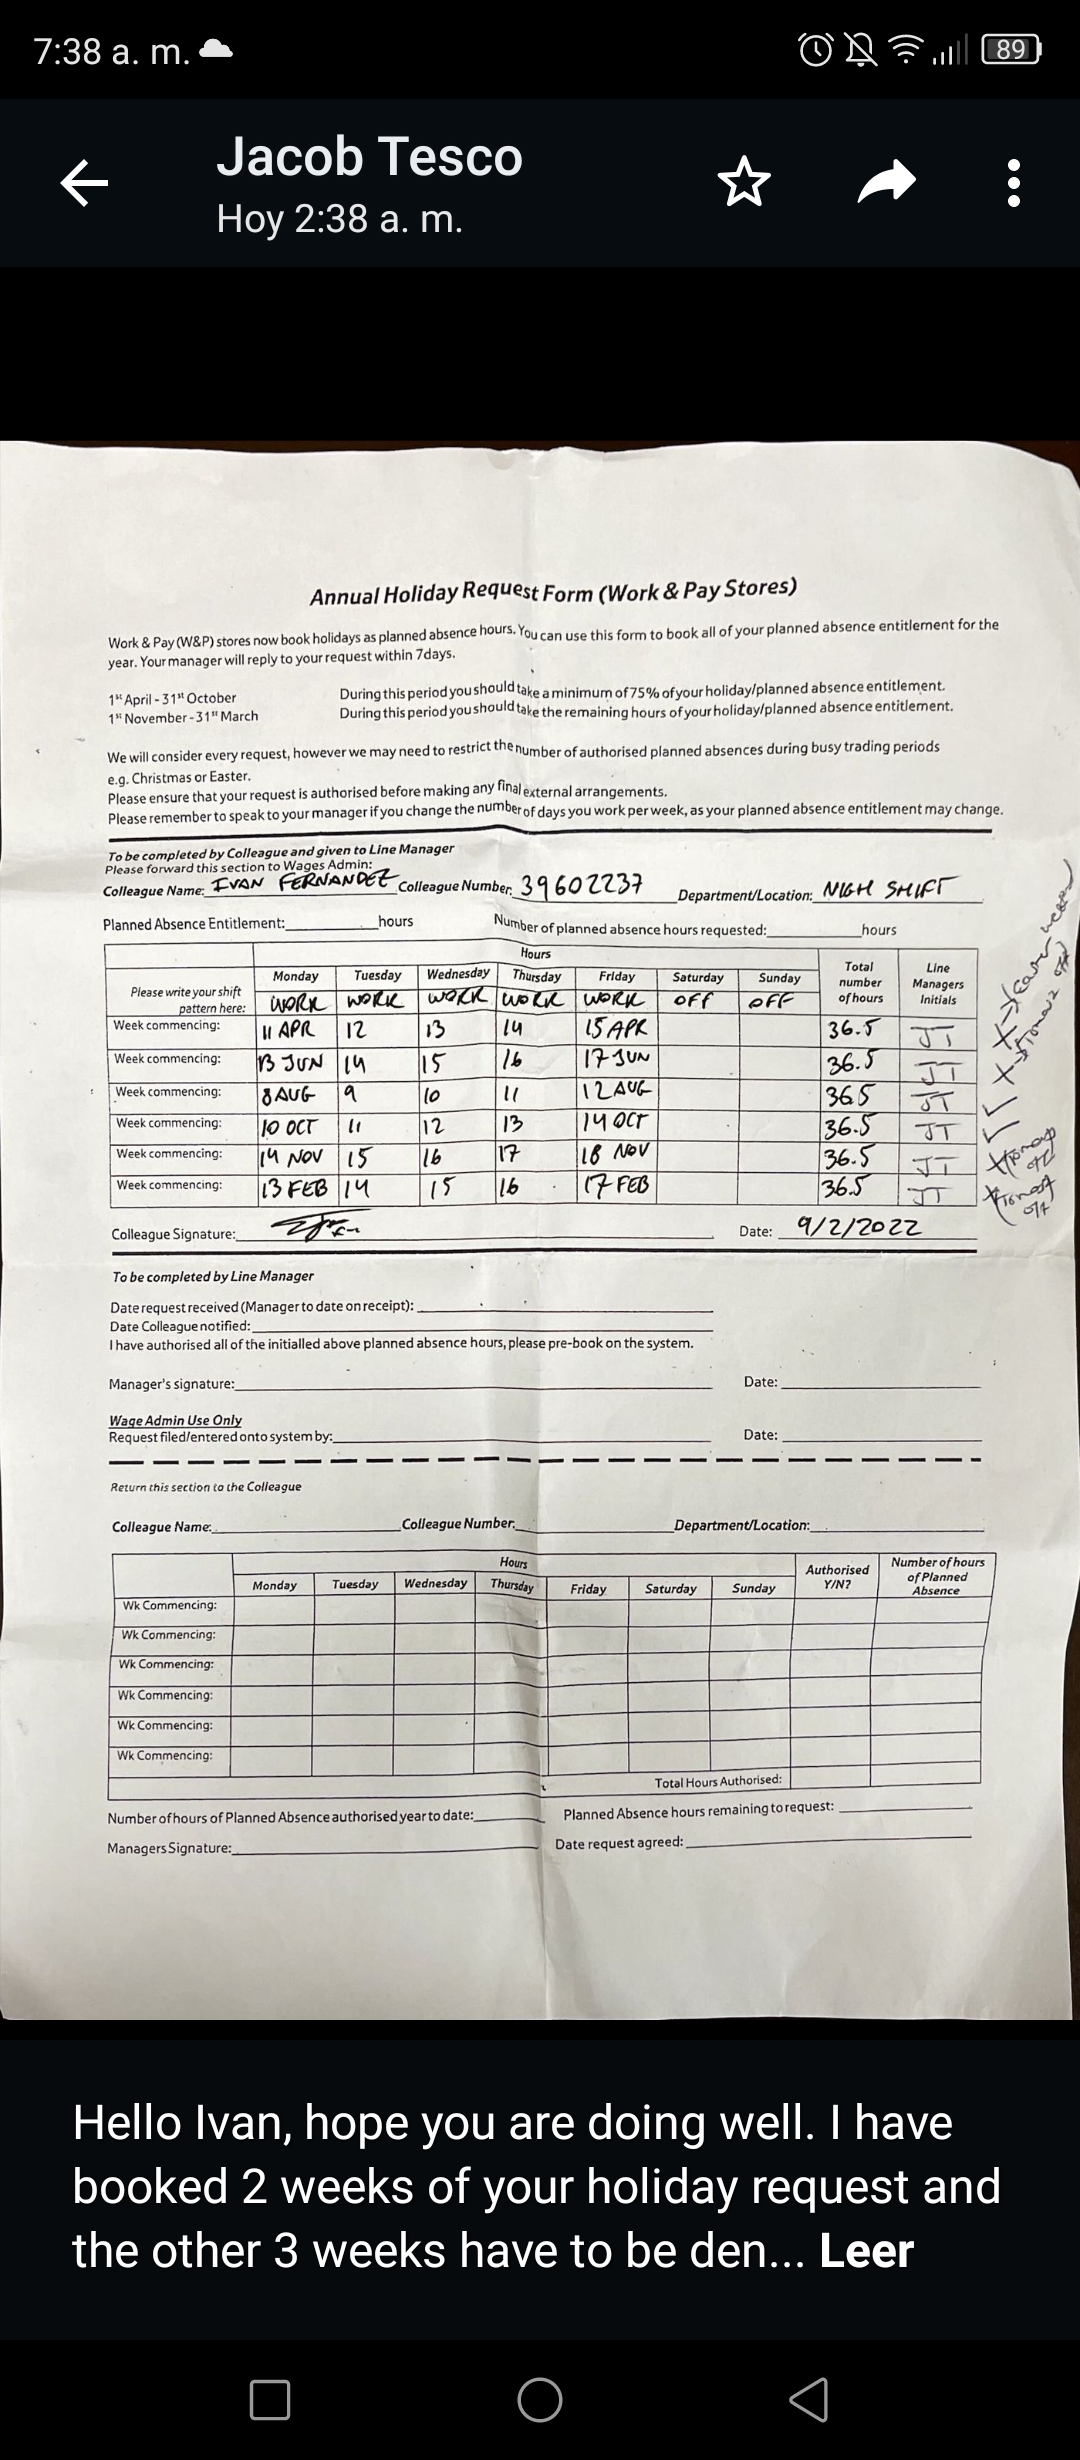 7:38 a. m.
89
Jacob Tesco
Hoy 2:38 a. m.
Annual Holiday Request Form (Work & Pay Stores)
Work & Pay (W&P) stores now book holidays as planned absence hours. You can use this form to book all of your planned absence entitlement for the
year. Your manager will reply to your request within 7days.
1st April - 31st October During this period you should take a minimum of 75% of your holiday/planned absence entitlement.
1st November - 31st March During this period you should take the remaining hours of your holiday/planned absence entitlement.
We will consider every request, however we may need to restrict the number of authorised planned absences during busy trading periods
e.g. Christmas or Easter.
Please ensure that your request is authorised before making any final external arrangements.
Please remember to speak to your manager if you change the number of days you work per week, as your planned absence entitlement may change.
To be completed by Colleague and given to Line Manager
Please forward this section to Wages Admin:
Colleague Name: IVAN FERNANDEZ Colleague Number: 39602237 Department/Location: NIGH SHIFT
Planned Absence Entitlement: hours Number of planned absence hours requested: hours
Hours
Please write your shift pattern here: Monday Tuesday Wednesday Thursday Friday Saturday Sunday Total number of hours Line Managers Initials
WORK WORK WORK WORK WORK OFF OFF
Week commencing: 11 APR 12 13 14 15 APR 36.5 JT X
Week commencing: 13 JUN 14 15 16 17 JUN 36.5 JT X
Week commencing: 8 AUG 9 10 11 12 AUG 365 JT ✓
Week commencing: 10 OCT 11 12 13 14 OCT 36.5 JT ✓
Week commencing: 14 NOV 15 16 17 18 NOV 36.5 JT X
Week commencing: 13 FEB 14 15 16 17 FEB 36.5 JT X
Colleague Signature: Date: 9/2/2022
To be completed by Line Manager
Date request received (Manager to date on receipt):
Date Colleague notified:
I have authorised all of the initialled above planned absence hours, please pre-book on the system.
Manager's signature: Date:
Wage Admin Use Only
Request filed/entered onto system by: Date:
Return this section to the Colleague
Colleague Name: Colleague Number: Department/Location:
Hours
Monday Tuesday Wednesday Thursday Friday Saturday Sunday Authorised Y/N? Number of hours of Planned Absence
Wk Commencing:
Wk Commencing:
Wk Commencing:
Wk Commencing:
Wk Commencing:
Wk Commencing:
Total Hours Authorised:
Number of hours of Planned Absence authorised year to date: Planned Absence hours remaining to request:
Managers Signature: Date request agreed:
Hello Ivan, hope you are doing well. I have
booked 2 weeks of your holiday request and
the other 3 weeks have to be den... Leer